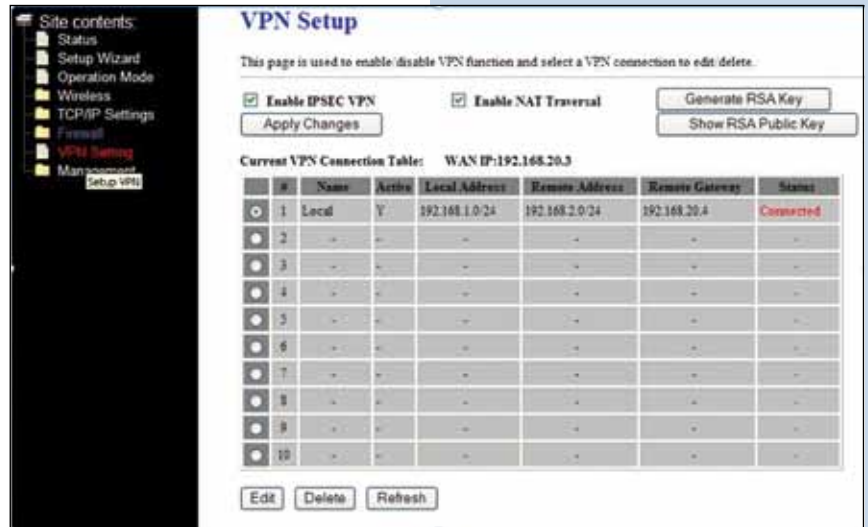 Site contents:
Status
Setup Wizard
Operation Mode
Wireless
TCP/IP Settings
Firewall
VPN Setting
Management
Setup VPN
VPN Setup
This page is used to enable/disable VPN function and select a VPN connection to edit/delete.
Enable IPSEC VPN Enable NAT Traversal Generate RSA Key
Apply Changes Show RSA Public Key
Current VPN Connection Table: WAN IP:192.168.20.3
# Name Active Local Address Remote Address Remote Gateway Status
1 Local Y 192.168.1.0/24 192.168.2.0/24 192.168.20.4 Connected
2 - - - - - -
3 - - - - - -
4 - - - - - -
5 - - - - - -
6 - - - - - -
7 - - - - - -
8 - - - - - -
9 - - - - - -
10 - - - - - -
Edit Delete Refresh